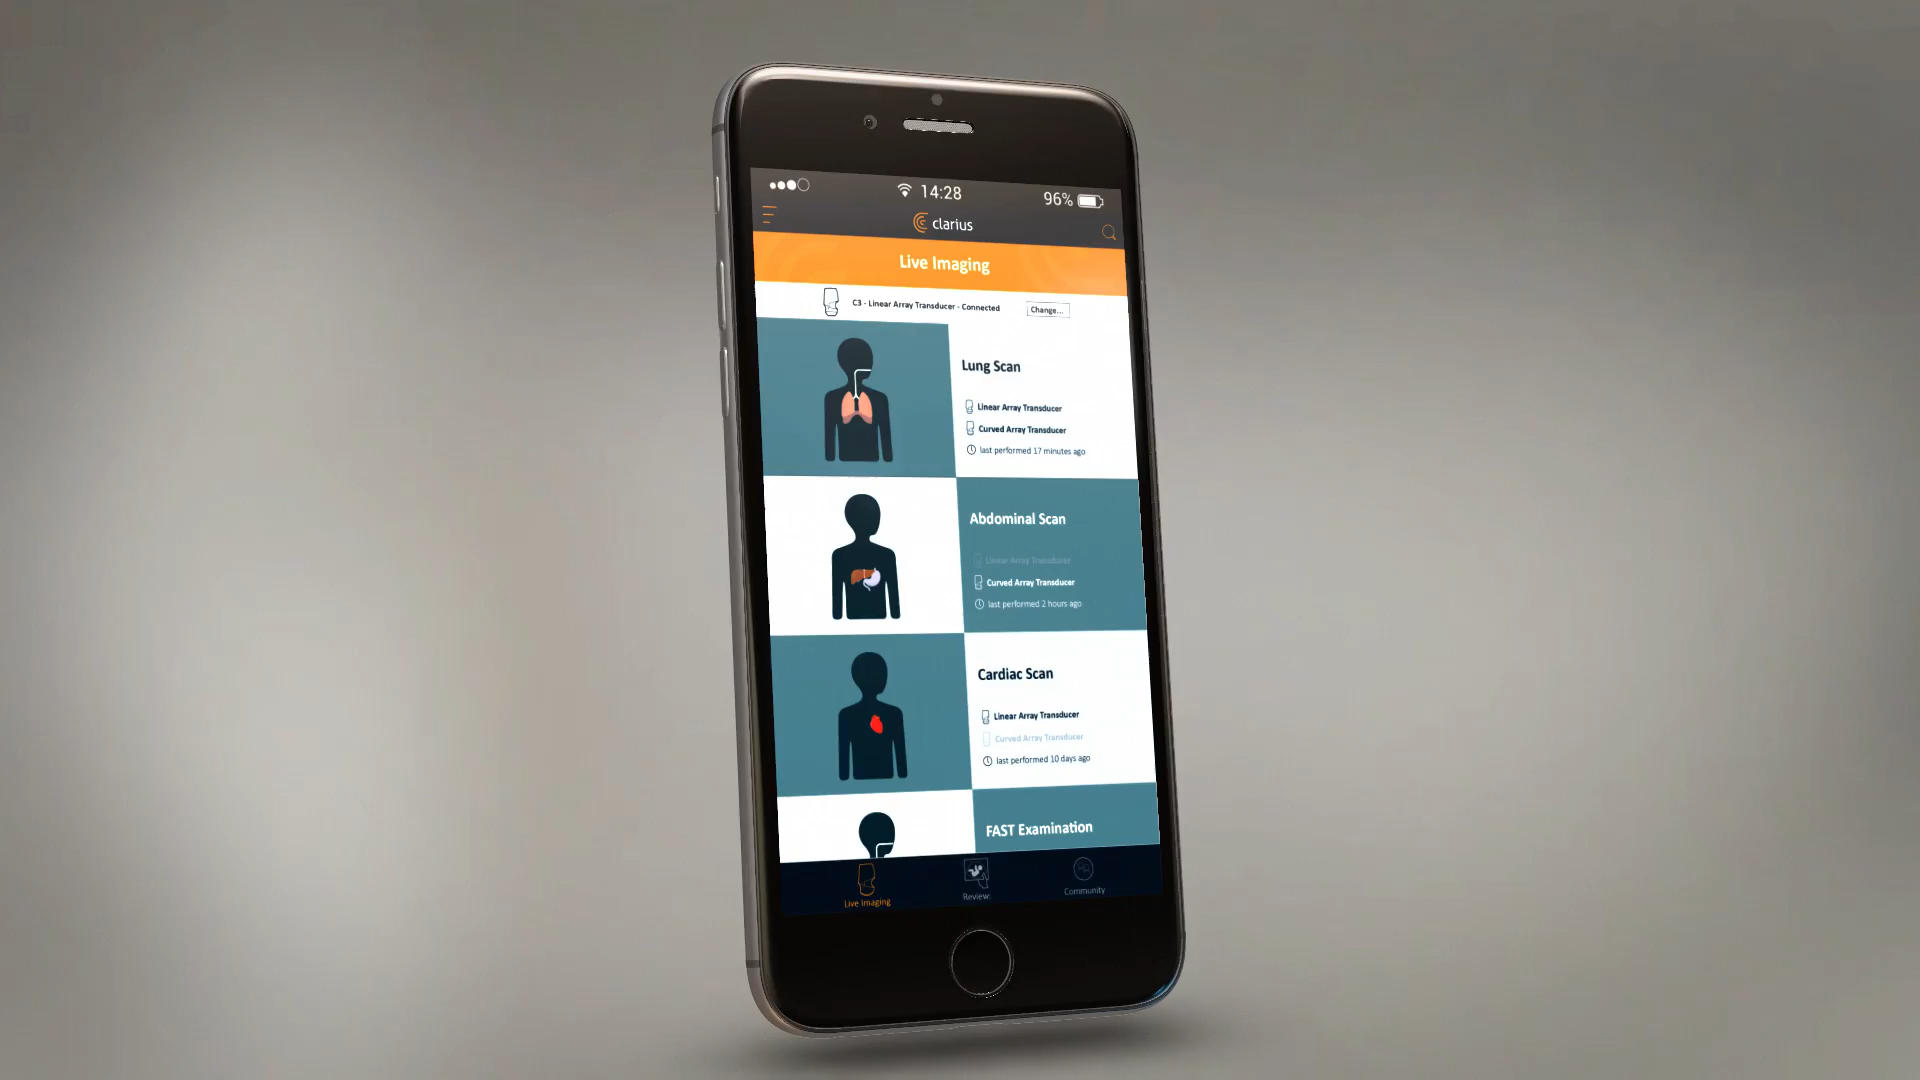 14:28
96%
clarius
Live Imaging
C3 - Linear Array Transducer - Connected
Change...
Lung Scan
Linear Array Transducer
Curved Array Transducer
last performed 17 minutes ago
Abdominal Scan
Linear Array Transducer
Curved Array Transducer
last performed 2 hours ago
Cardiac Scan
Linear Array Transducer
Curved Array Transducer
last performed 10 days ago
FAST Examination
Live Imaging
Review
Community